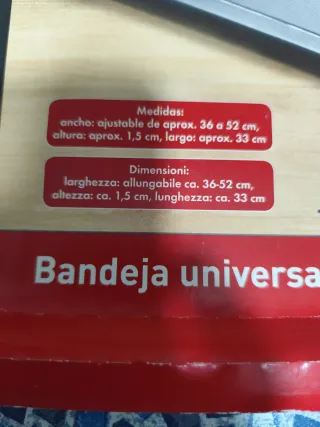 Medidas:
ancho: ajustable de aprox. 36 a 52 cm,
altura: aprox. 1,5 cm, largo: aprox. 33 cm
Dimensioni:
larghezza: allungabile ca. 36-52 cm,
altezza: ca. 1,5 cm, lunghezza: ca. 33 cm
Bandeja universa